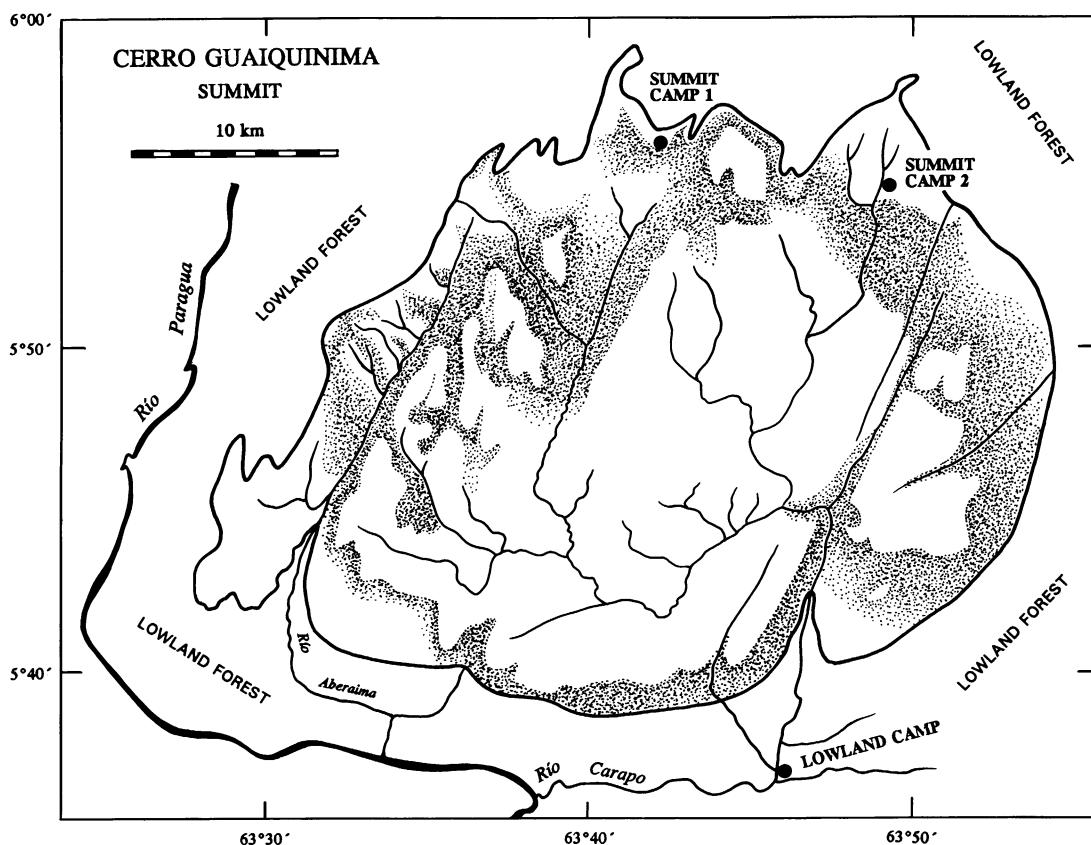 6°00′
CERRO GUAIQUINIMA
SUMMIT
10 km
SUMMIT
CAMP 1
LOWLAND FOREST
SUMMIT
CAMP 2
LOWLAND FOREST
Paragua
Río
5°50′
LOWLAND FOREST
LOWLAND FOREST
Río
Aberaima
5°40′
LOWLAND CAMP
Río Carapo
63°30′
63°40′
63°50′